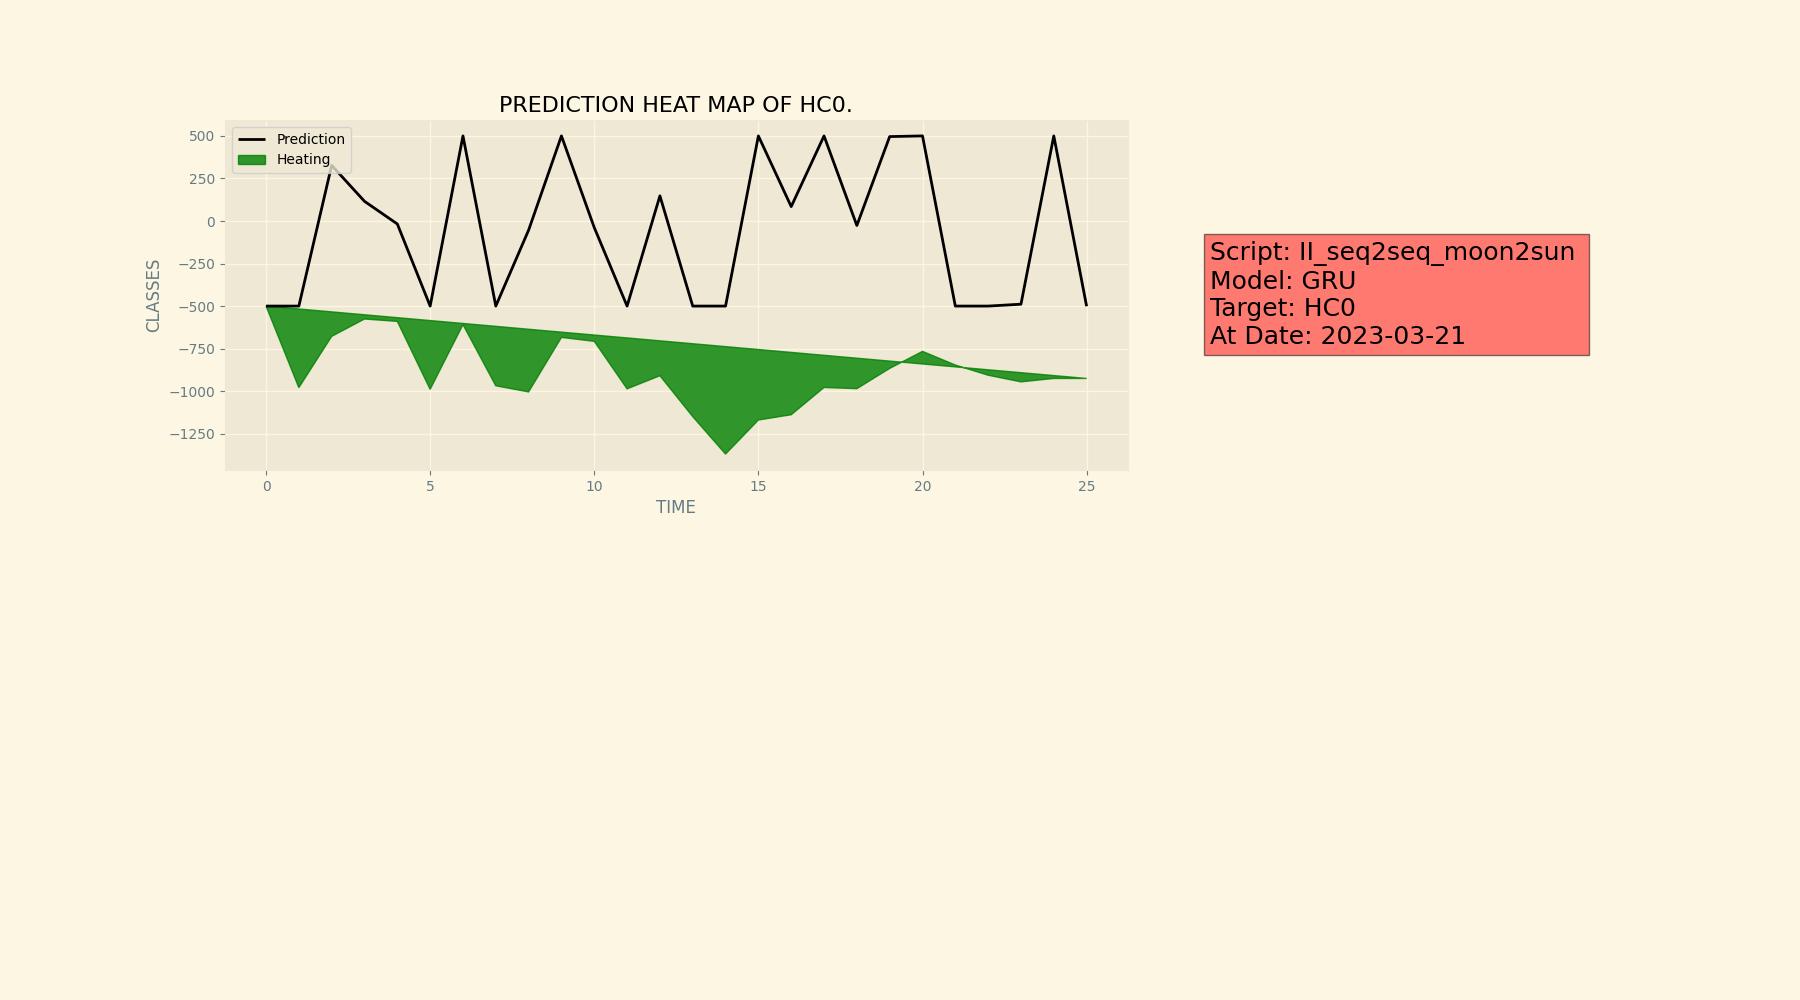 PREDICTION HEAT MAP OF HC0.
Prediction
Heating
500
250
0
−250
−500
−750
−1000
−1250
CLASSES
0 5 10 15 20 25
TIME
Script: II_seq2seq_moon2sun
Model: GRU
Target: HC0
At Date: 2023-03-21